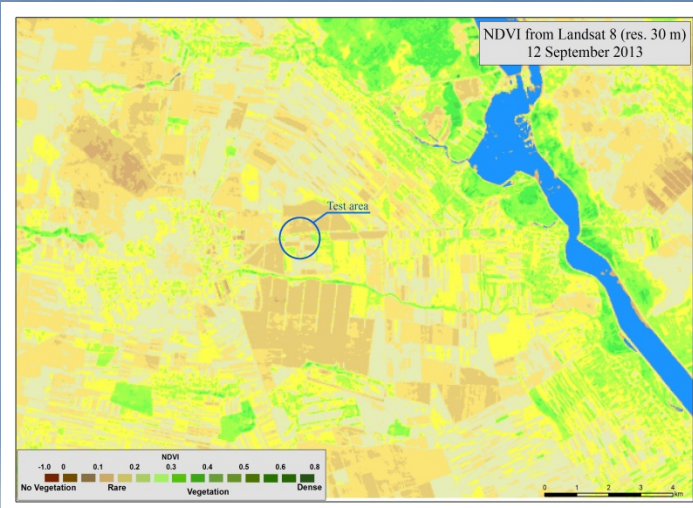 NDVI from Landsat 8 (res. 30 m)
12 September 2013
Test area
NDVI
-1.0 0 0.1 0.2 0.3 0.4 0.5 0.6 0.8
No Vegetation Rare Vegetation Dense
0 1 2 3 4
km